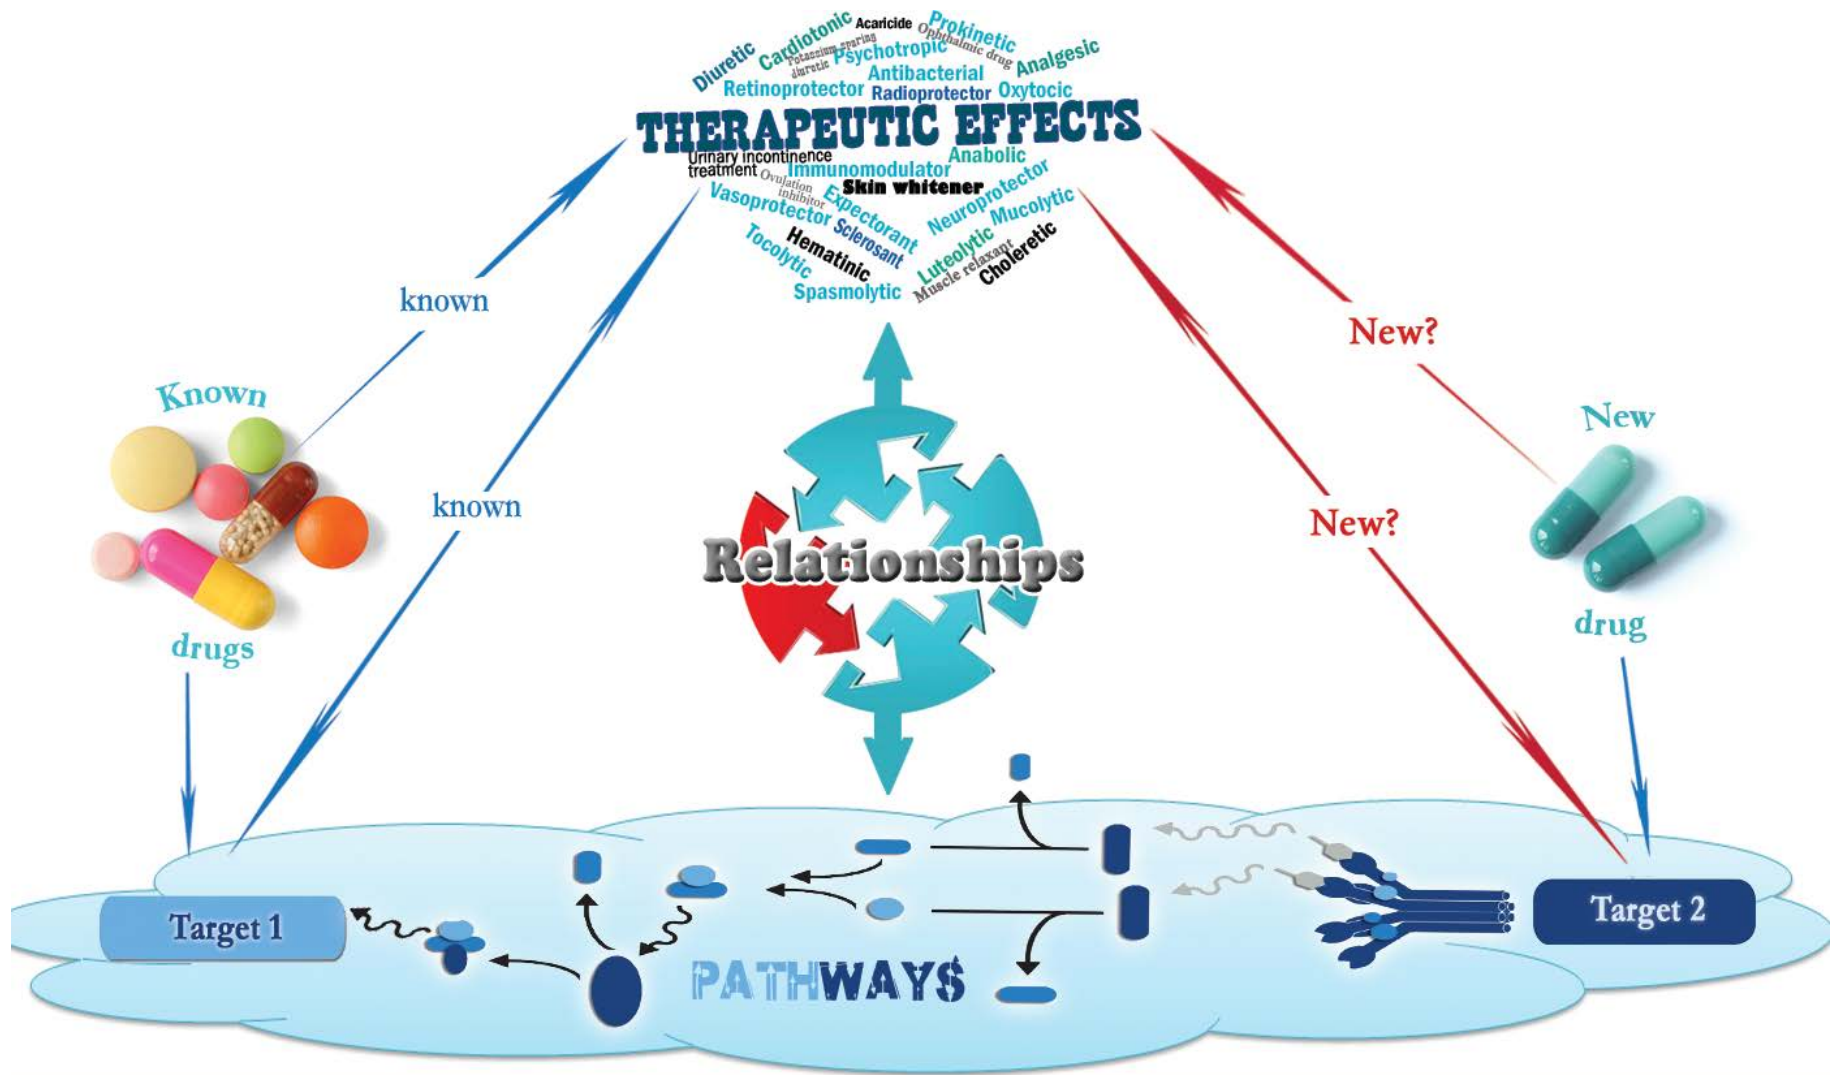 Diuretic
Cardiotonic
Acaricide
Prokinetic
Potassium sparing
diuretic
Psychotropic
Ophthalmic drug
Analgesic
Antibacterial
Retinoprotector
Radioprotector
Oxytocic
THERAPEUTIC EFFECTS
Urinary incontinence
treatment
Immunomodulator
Anabolic
Ovulation
inhibitor
Skin whitener
Vasoprotector
Expectorant
Neuroprotector
Mucolytic
Sclerosant
Tocolytic
Hematinic
Luteolytic
Muscle relaxant
Choleretic
Spasmolytic
known
New?
Known
drugs
known
New?
New
drug
Relationships
Target 1
Target 2
PATHWAYS